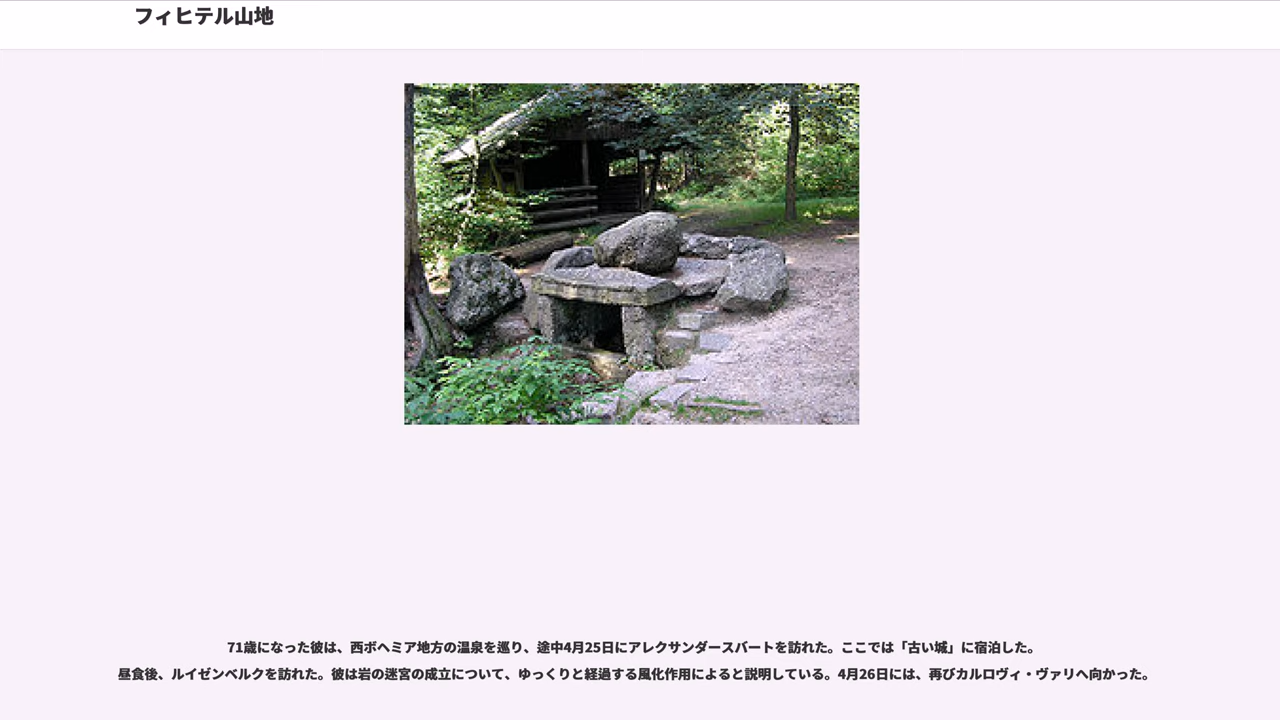 フィヒテル山地
71歳になった彼は、西ボヘミア地方の温泉を巡り、途中4月25日にアレクサンダースバートを訪れた。ここでは「古い城」に宿泊した。
昼食後、ルイゼンベルクを訪れた。彼は岩の迷宮の成立について、ゆっくりと経過する風化作用によると説明している。4月26日には、再びカルロヴィ・ヴァリへ向かった。